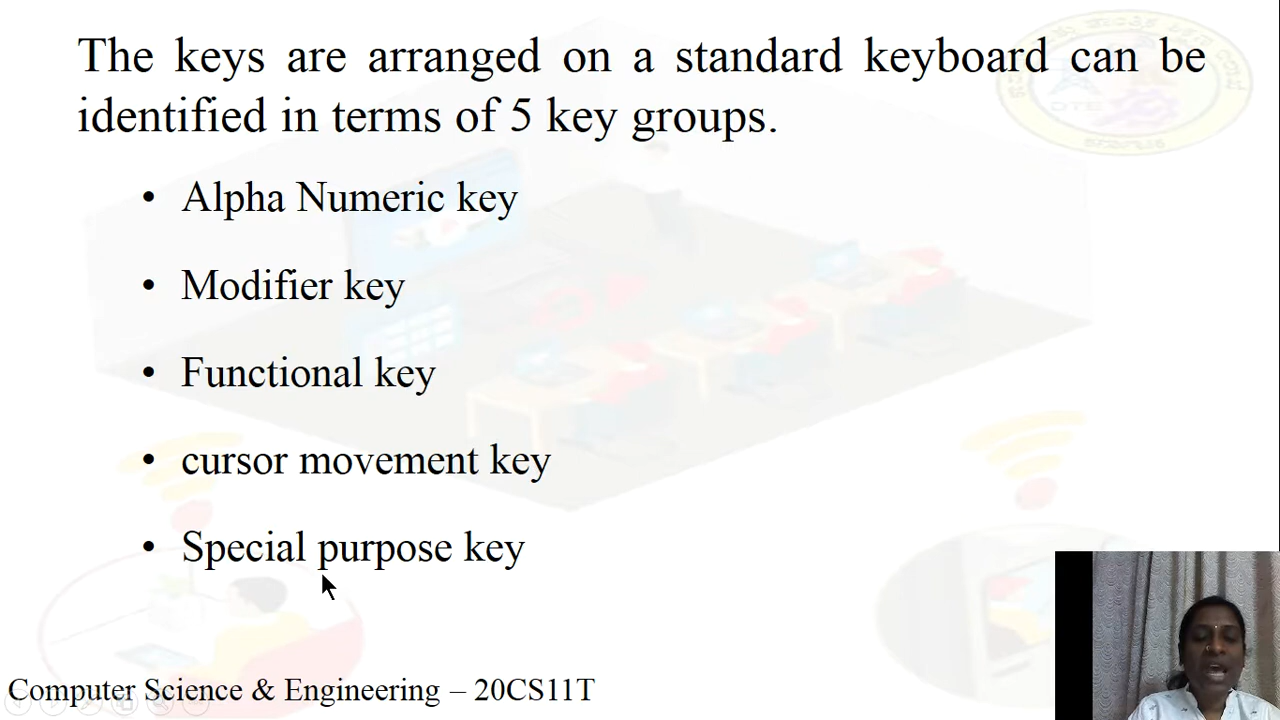 The keys are arranged on a standard keyboard can be
identified in terms of 5 key groups.
• Alpha Numeric key
• Modifier key
• Functional key
• cursor movement key
• Special purpose key
DTE
Computer Science & Engineering – 20CS11T